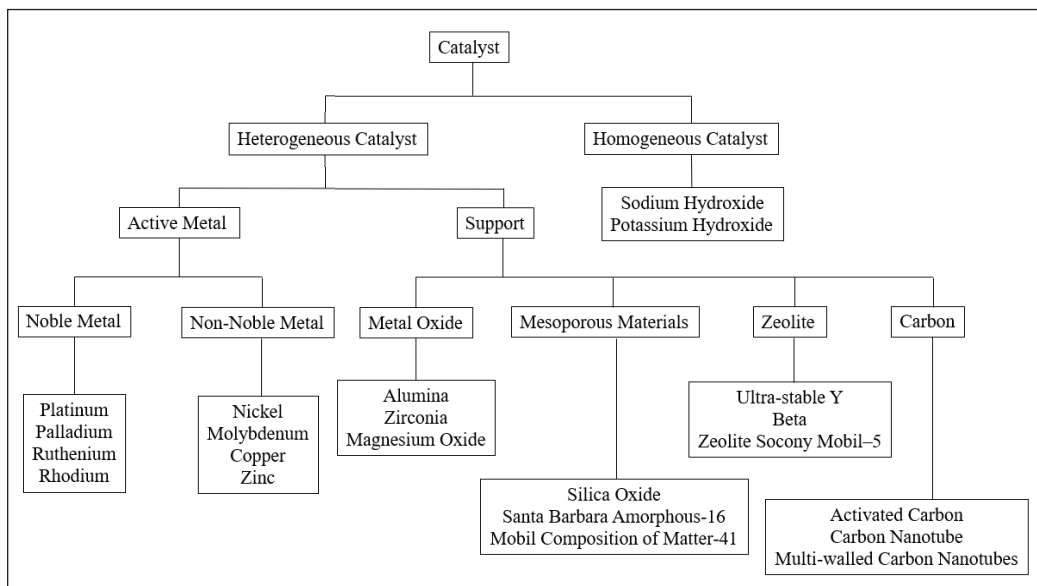 Catalyst
Heterogeneous Catalyst
Homogeneous Catalyst
Sodium Hydroxide
Potassium Hydroxide
Active Metal
Support
Noble Metal
Non-Noble Metal
Metal Oxide
Mesoporous Materials
Zeolite
Carbon
Platinum
Palladium
Ruthenium
Rhodium
Nickel
Molybdenum
Copper
Zinc
Alumina
Zirconia
Magnesium Oxide
Ultra-stable Y
Beta
Zeolite Socony Mobil–5
Silica Oxide
Santa Barbara Amorphous-16
Mobil Composition of Matter-41
Activated Carbon
Carbon Nanotube
Multi-walled Carbon Nanotubes